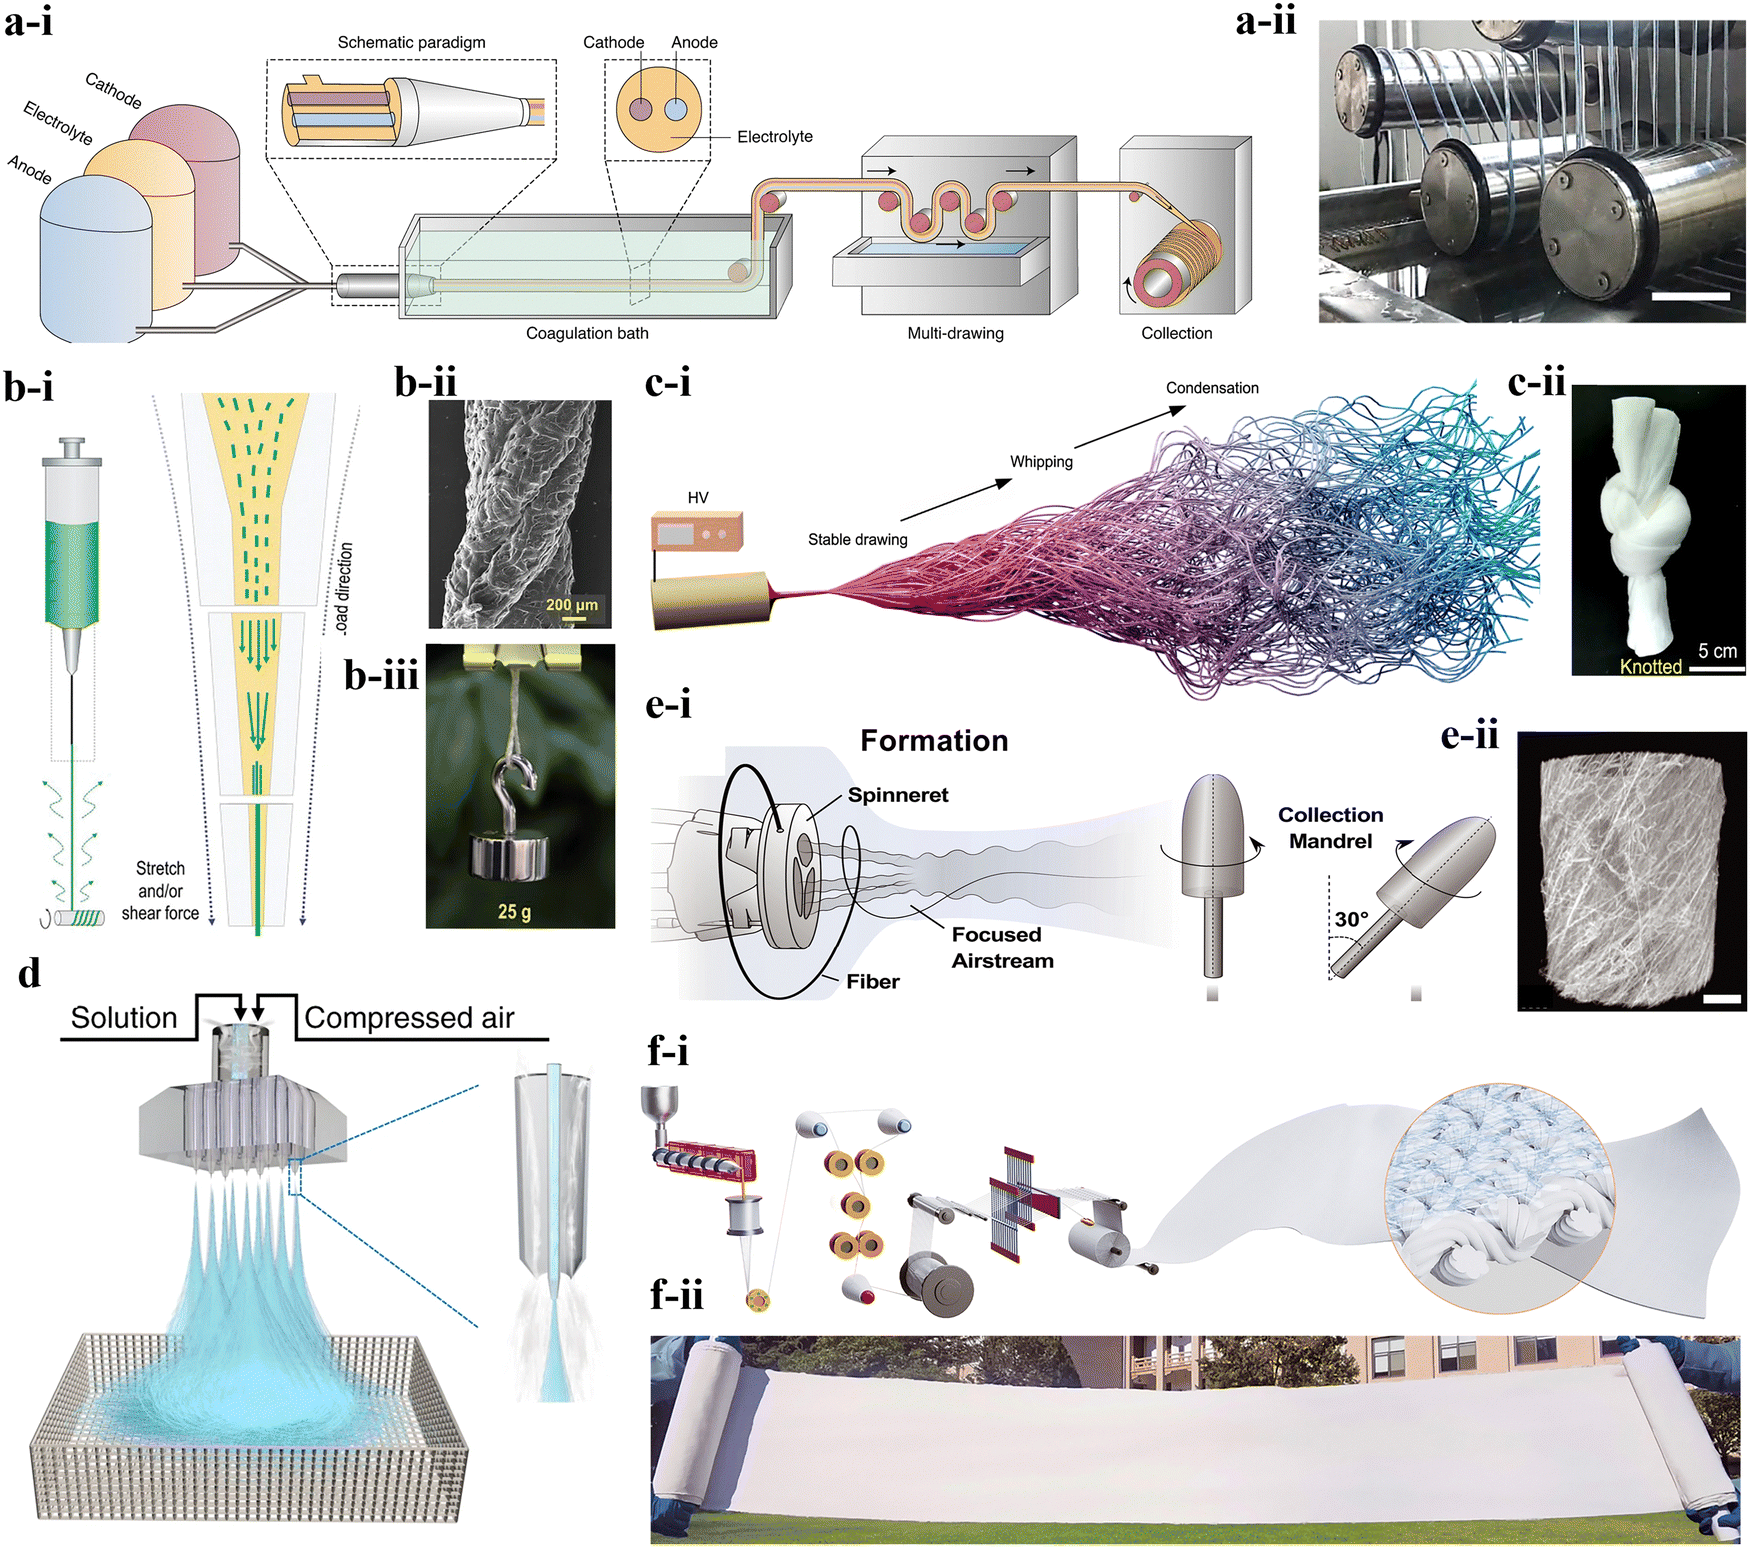 a-i
Schematic paradigm
Cathode
Anode
Cathode
Electrolyte
Anode
Electrolyte
Coagulation bath
Multi-drawing
Collection
a-ii
b-i
oad direction
Stretch
and/or
shear force
b-ii
200 µm
b-iii
25 g
c-i
Condensation
Whipping
Stable drawing
HV
c-ii
5 cm
Knotted
d
Solution
Compressed air
e-i
Formation
Spinneret
Focused
Airstream
Fiber
Collection
Mandrel
30°
e-ii
f-i
f-ii